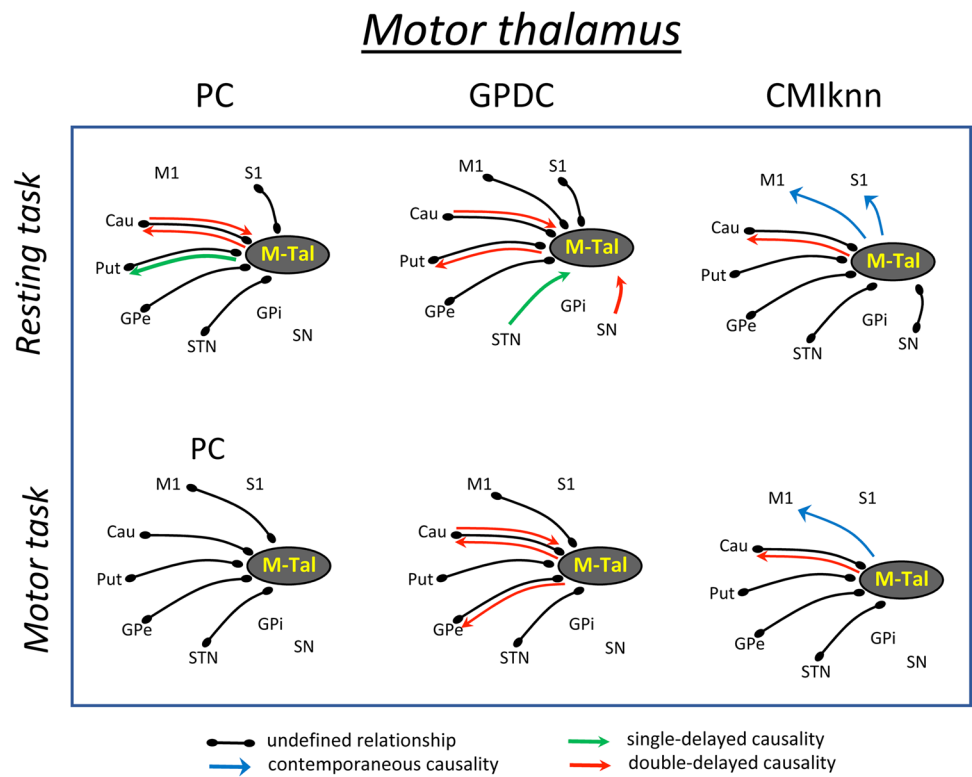 Motor thalamus
PC GPDC CMIknn
Resting task
M1 S1
Cau
M-Tal
Put
GPe
GPi
STN
SN
M1 S1
Cau
M-Tal
Put
GPe
GPi
STN
SN
M1 S1
Cau
M-Tal
Put
GPe
GPi
STN
SN
Motor task
PC
M1 S1
Cau
M-Tal
Put
GPe
GPi
STN
SN
M1 S1
Cau
M-Tal
Put
GPe
GPi
STN
SN
M1 S1
Cau
M-Tal
Put
GPe
GPi
STN
SN
undefined relationship single-delayed causality
contemporaneous causality double-delayed causality